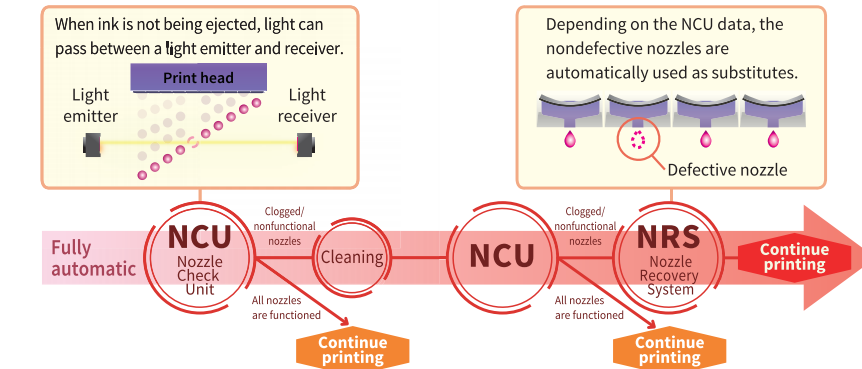 When ink is not being ejected, light can
pass between a light emitter and receiver.
Print head
Light
emitter
Light
receiver
Depending on the NCU data, the
nondefective nozzles are
automatically used as substitutes.
Defective nozzle
Fully
automatic
NCU
Nozzle
Check
Unit
Clogged/
nonfunctional
nozzles
All nozzles
are functioned
Continue
printing
Cleaning
NCU
Clogged/
nonfunctional
nozzles
All nozzles
are functioned
Continue
printing
NRS
Nozzle
Recovery
System
Continue
printing